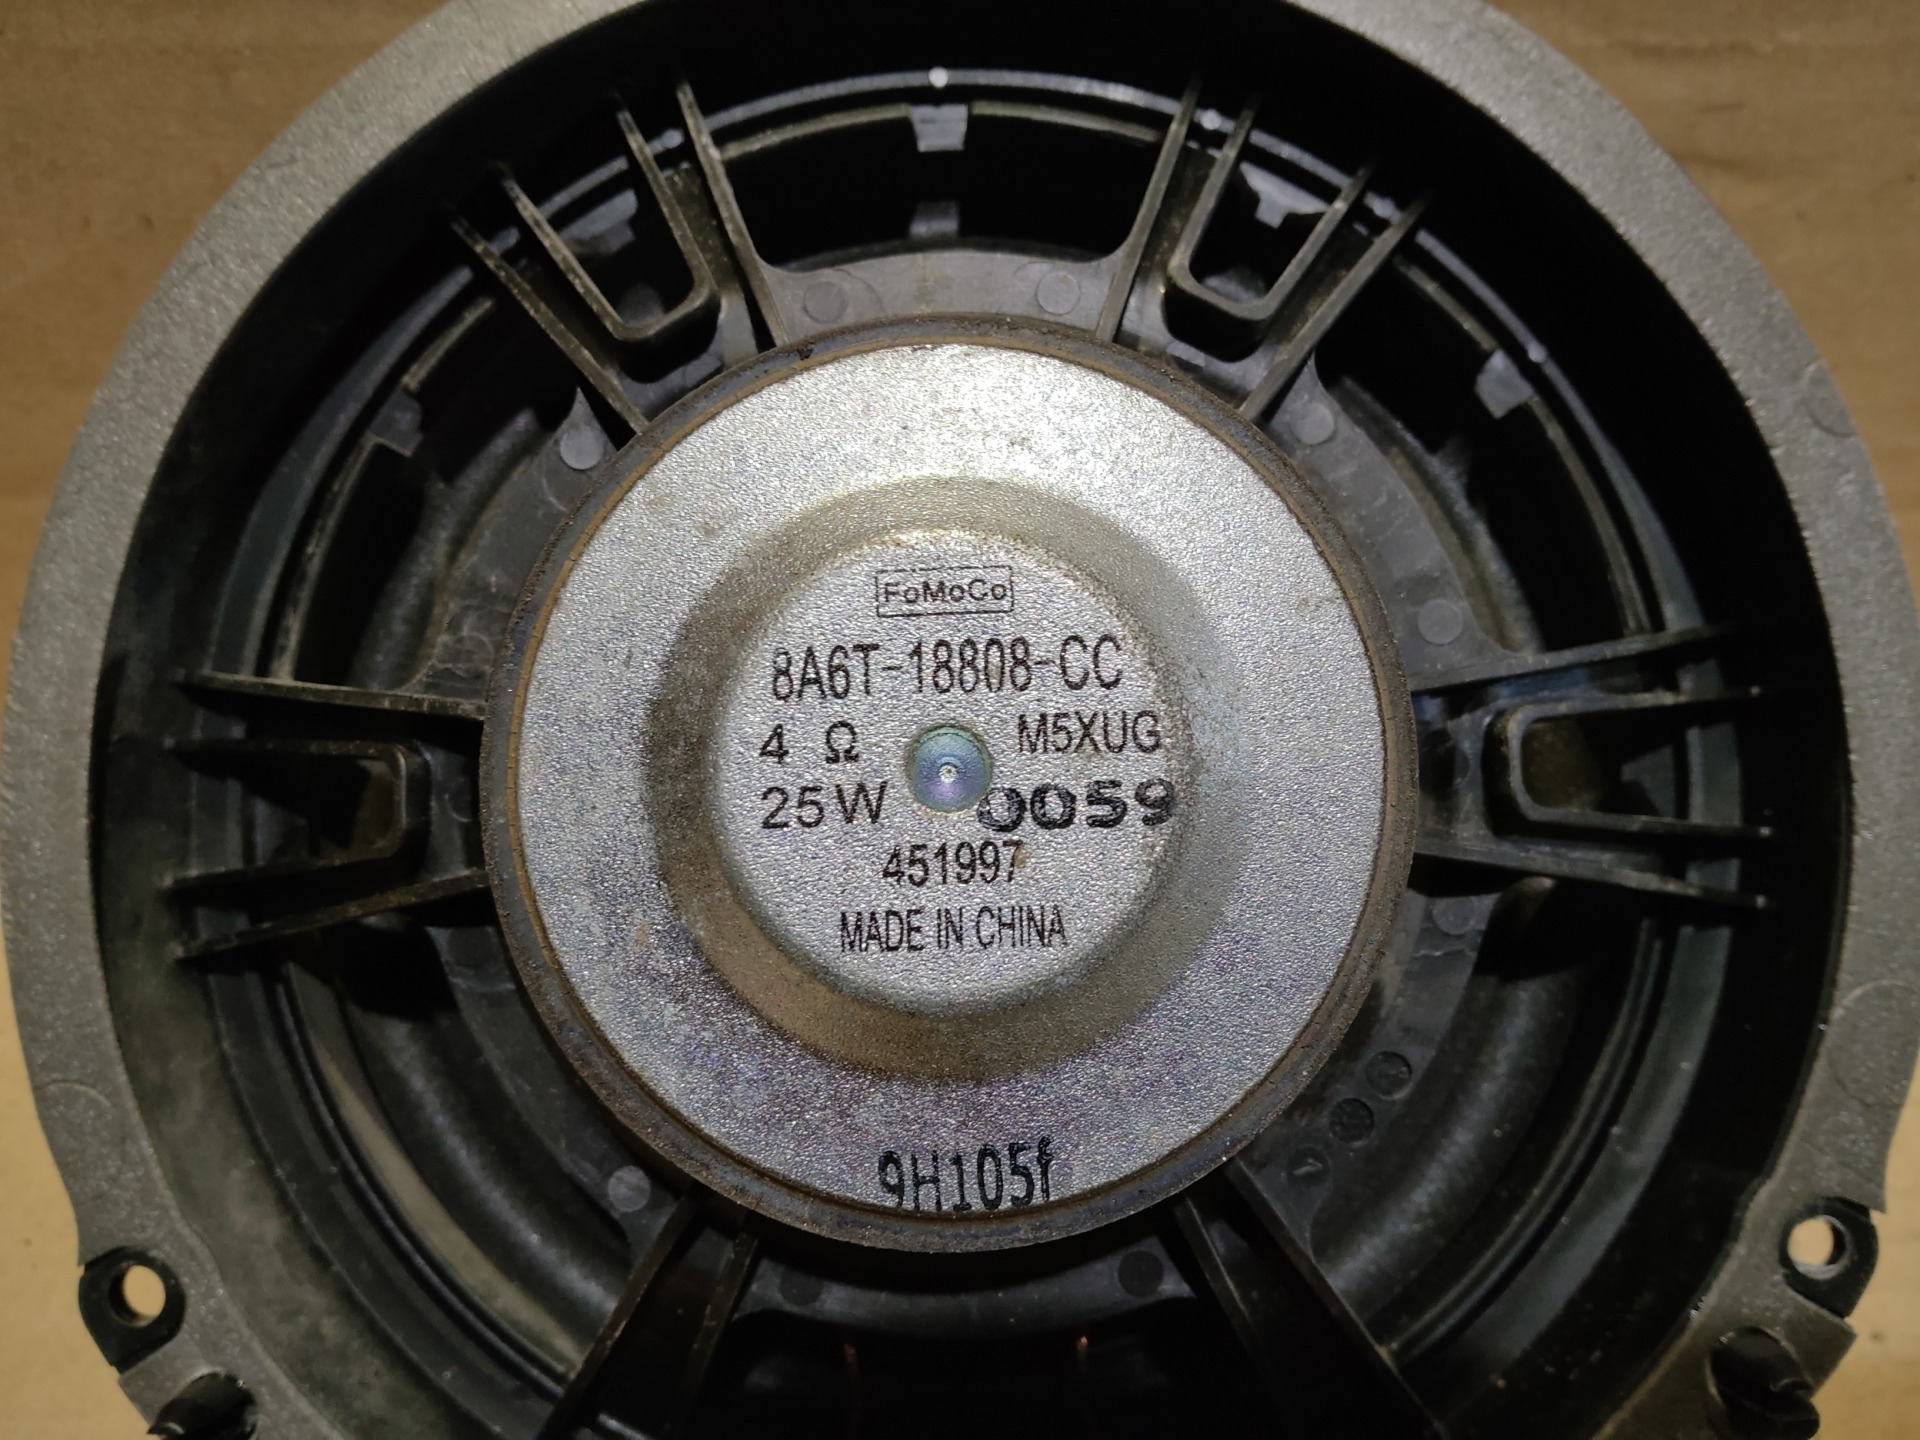 FoMoCo
8A6T-18808-CC
4 Ω M5XUG
25W 0059
451997
MADE IN CHINA
9H105f